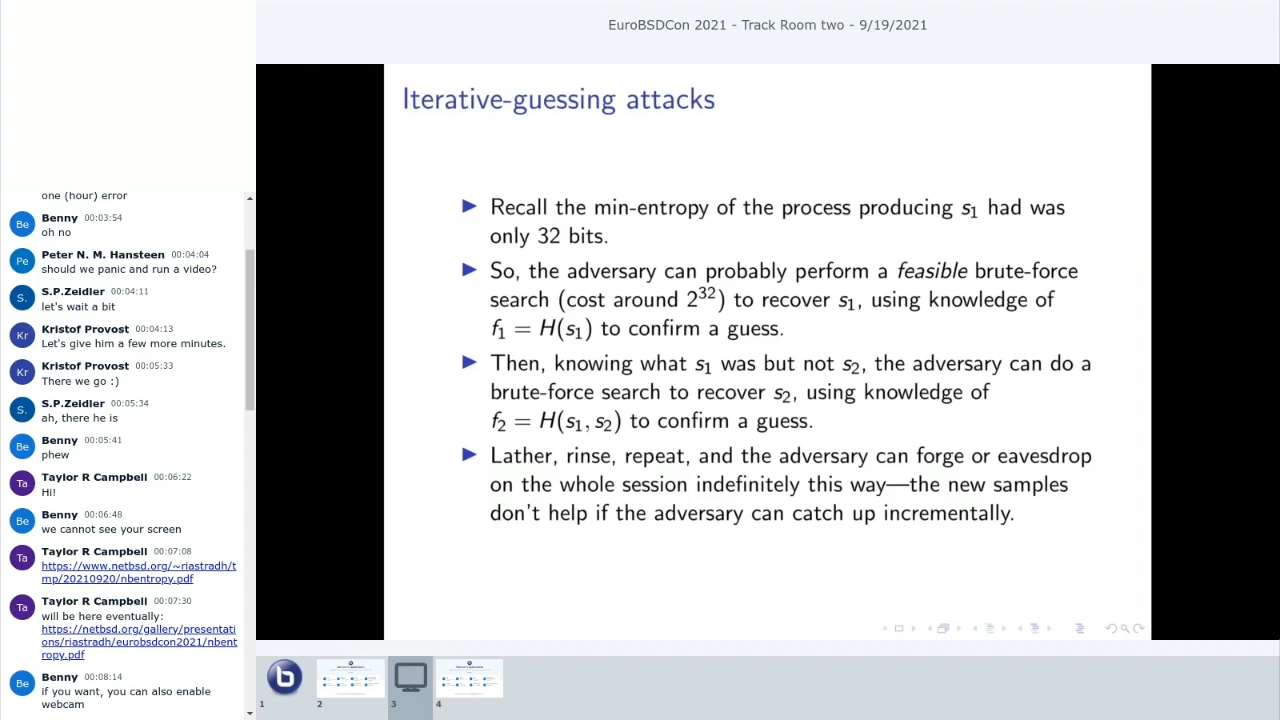 EuroBSDCon 2021 - Track Room two - 9/19/2021
one (hour) error
Be
Benny 00:03:54
oh no
Pe
Peter N. M. Hansteen 00:04:04
should we panic and run a video?
S.
S.P.Zeidler 00:04:11
let's wait a bit
Kr
Kristof Provost 00:04:13
Let's give him a few more minutes.
Kr
Kristof Provost 00:05:33
There we go :)
S.
S.P.Zeidler 00:05:34
ah, there he is
Be
Benny 00:05:41
phew
Ta
Taylor R Campbell 00:06:22
Hi!
Be
Benny 00:06:48
we cannot see your screen
Ta
Taylor R Campbell 00:07:08
https://www.netbsd.org/~riastradh/t
mp/20210920/nbentropy.pdf
Ta
Taylor R Campbell 00:07:30
will be here eventually:
https://netbsd.org/gallery/presentati
ons/riastradh/eurobsdcon2021/nbent
ropy.pdf
Be
Benny 00:08:14
if you want, you can also enable
webcam
Iterative-guessing attacks
▶ Recall the min-entropy of the process producing s₁ had was
only 32 bits.
▶ So, the adversary can probably perform a feasible brute-force
search (cost around 2³²) to recover s₁, using knowledge of
f₁ = H(s₁) to confirm a guess.
▶ Then, knowing what s₁ was but not s₂, the adversary can do a
brute-force search to recover s₂, using knowledge of
f₂ = H(s₁, s₂) to confirm a guess.
▶ Lather, rinse, repeat, and the adversary can forge or eavesdrop
on the whole session indefinitely this way—the new samples
don't help if the adversary can catch up incrementally.
b
1
2
3
4